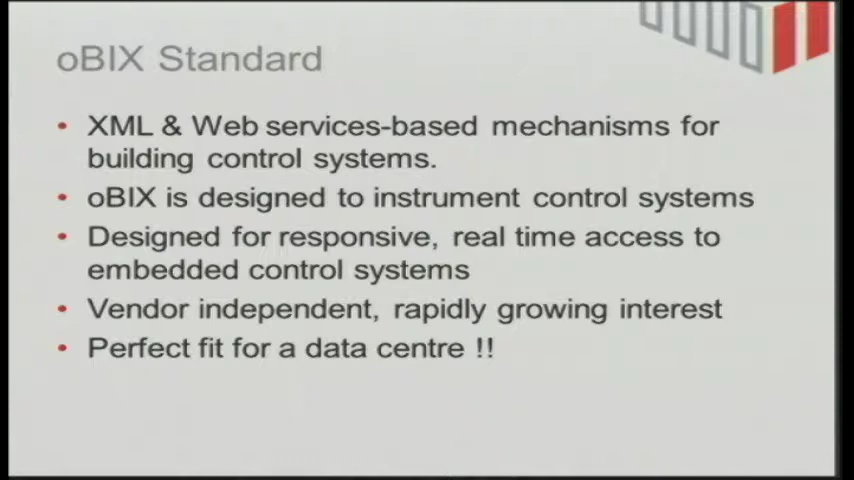 oBIX Standard
• XML & Web services-based mechanisms for
building control systems.
• oBIX is designed to instrument control systems
• Designed for responsive, real time access to
embedded control systems
• Vendor independent, rapidly growing interest
• Perfect fit for a data centre !!